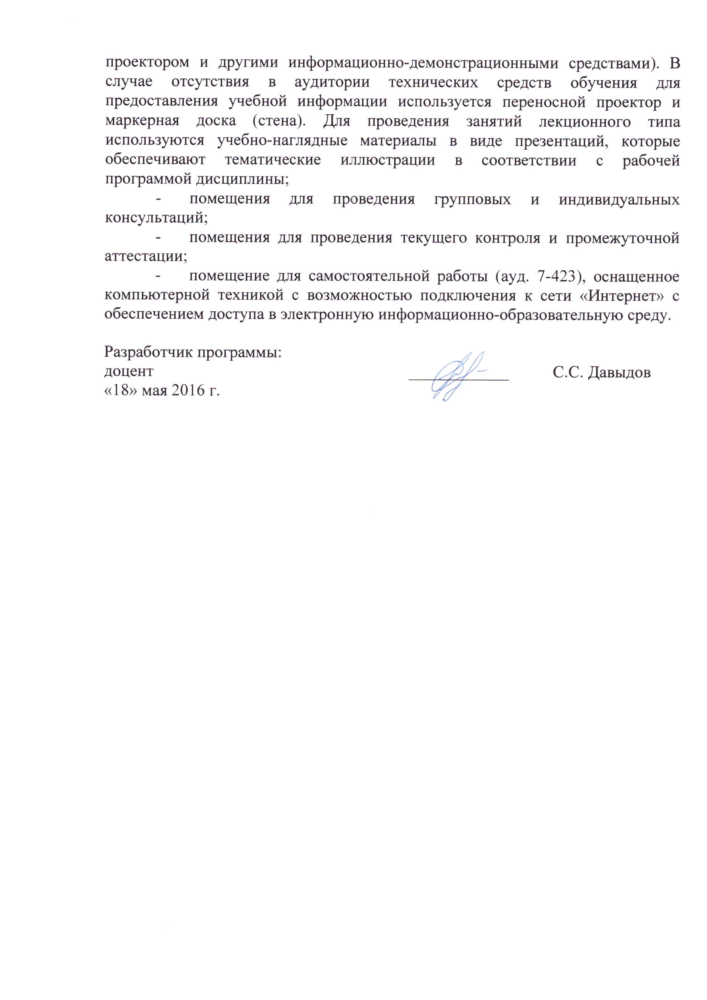 проектором и другими информационно-демонстрационными средствами). В
случае отсутствия в аудитории технических средств обучения для
предоставления учебной информации используется переносной проектор и
маркерная доска (стена). Для проведения занятий лекционного типа
используются учебно-наглядные материалы в виде презентаций, которые
обеспечивают тематические иллюстрации в соответствии с рабочей
программой дисциплины;
- помещения для проведения групповых и индивидуальных
консультаций;
- помещения для проведения текущего контроля и промежуточной
аттестации;
- помещение для самостоятельной работы (ауд. 7-423), оснащенное
компьютерной техникой с возможностью подключения к сети «Интернет» с
обеспечением доступа в электронную информационно-образовательную среду.
Разработчик программы:
доцент С.С. Давыдов
«18» мая 2016 г.